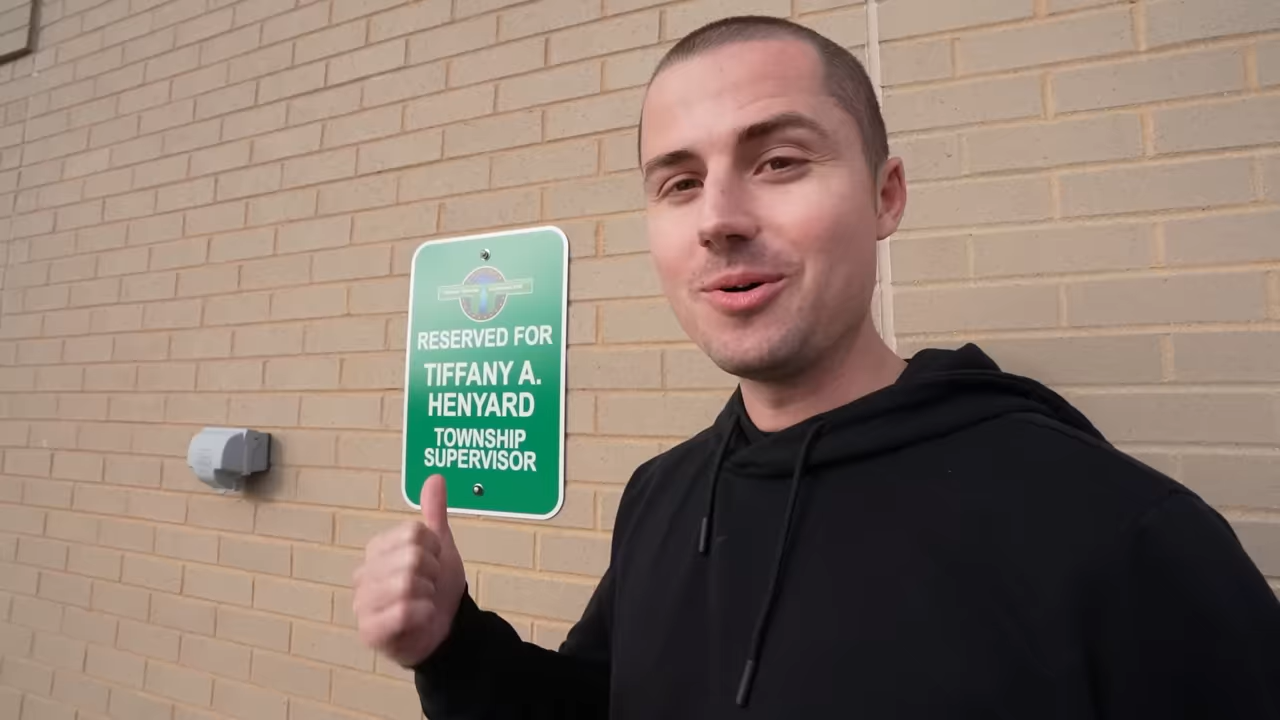 RESERVED FOR
TIFFANY A.
HENYARD
TOWNSHIP
SUPERVISOR